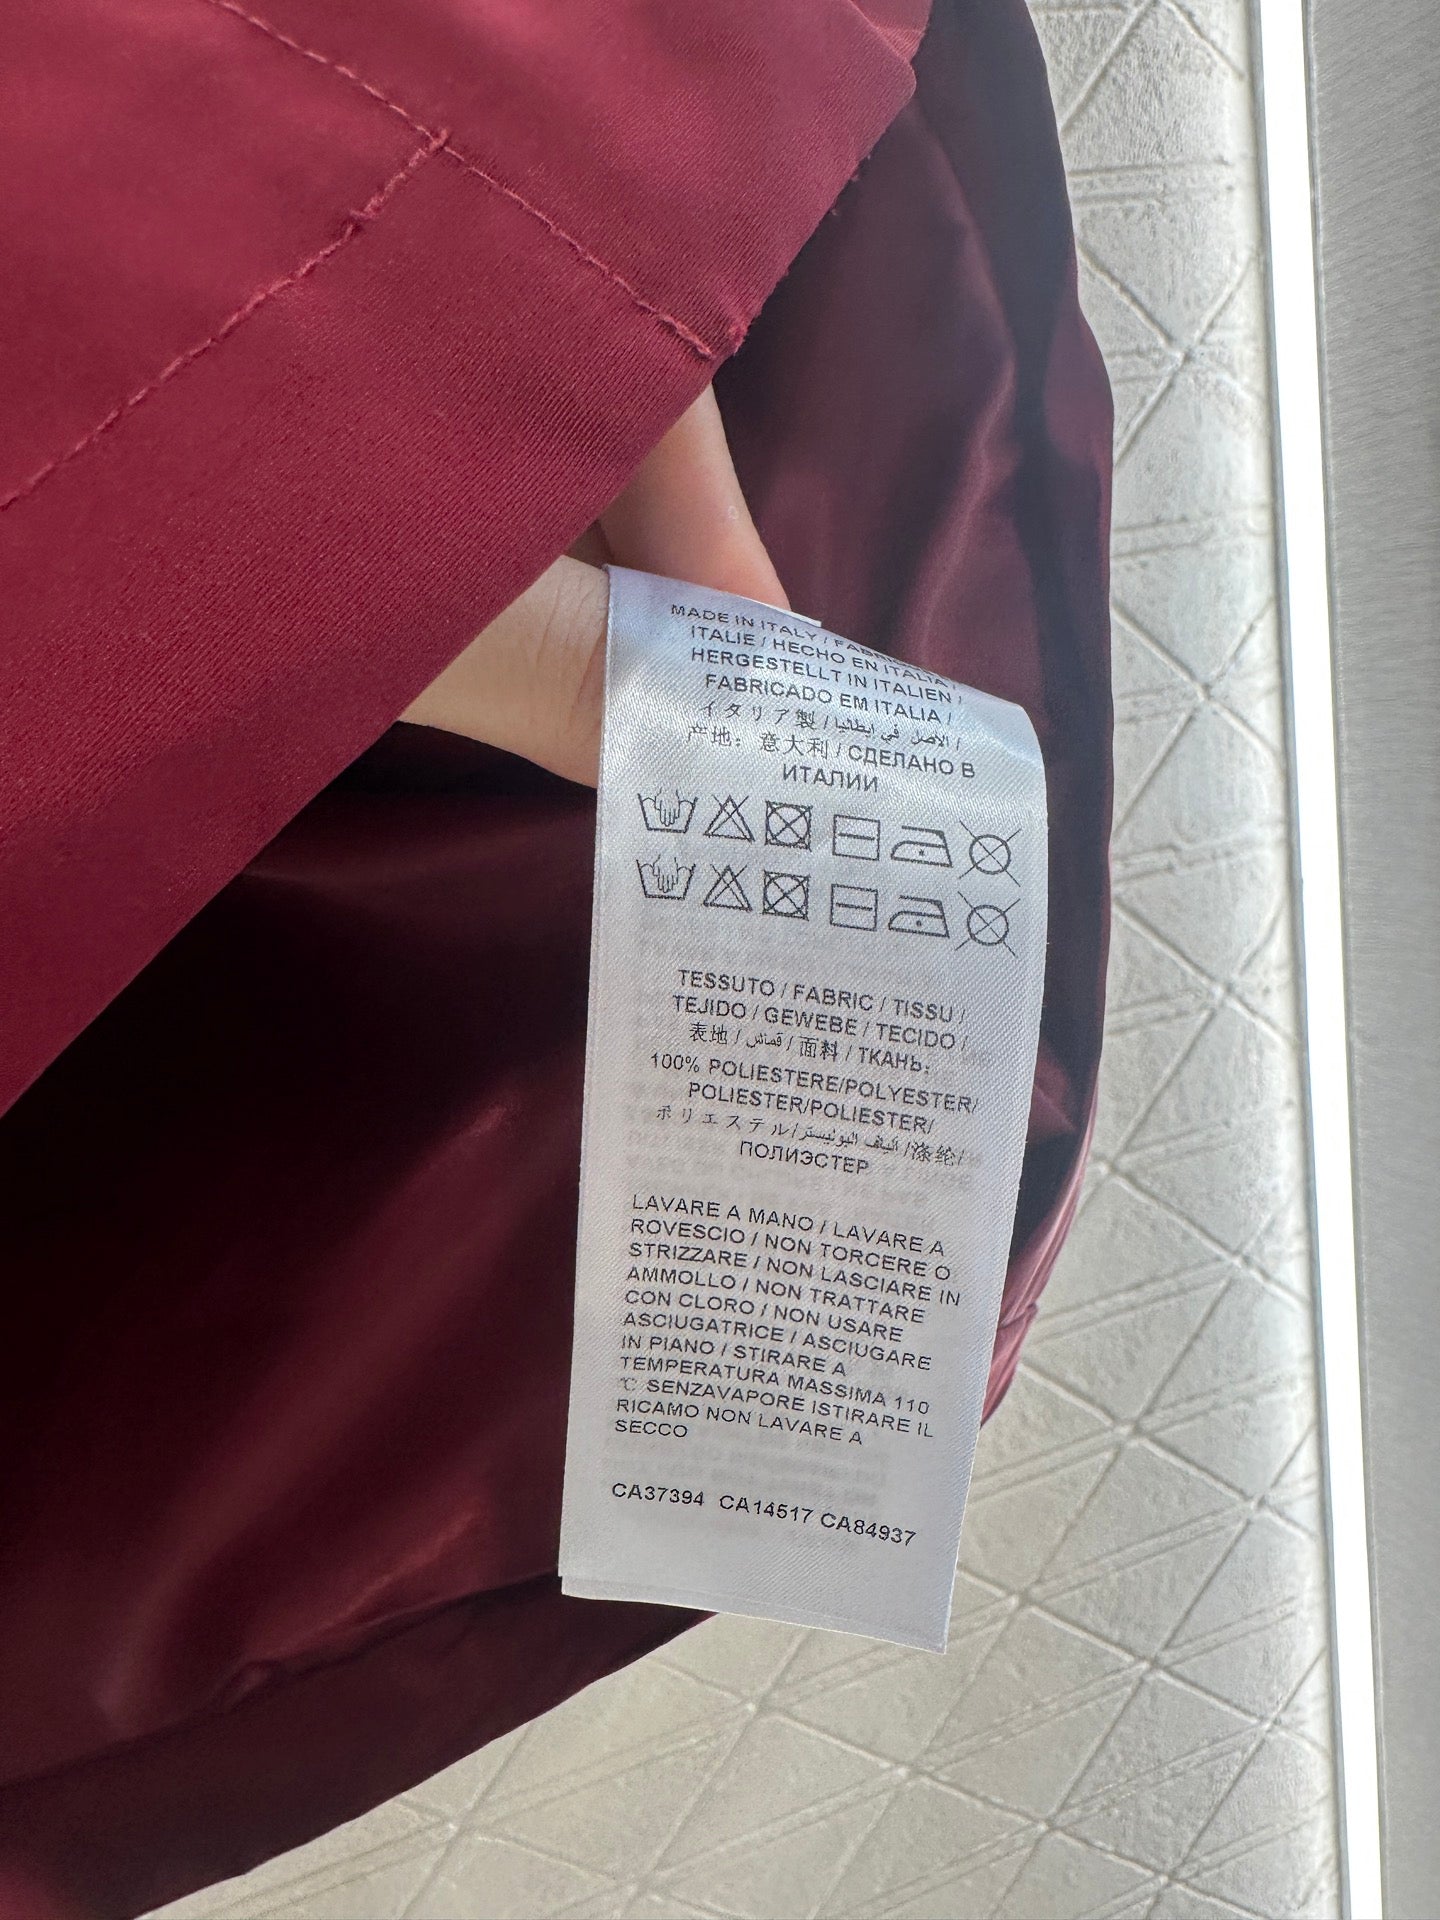 MADE IN ITALY /
ITALIE / HECHO EN ITALIA /
HERGESTELLT IN ITALIEN /
FABRICADO EM ITALIA /
イタリア製 / الاصل في ايطاليا /
产地：意大利 / СДЕЛАНО В
ИТАЛИИ
TESSUTO / FABRIC / TISSU /
TEJIDO / GEWEBE / TECIDO /
表地 / قماش / 面料 / ТКАНЬ:
100% POLIESTERE/POLYESTER/
POLIESTER/POLIESTER/
ポリエステル/ /涤纶/
ПОЛИЭСТЕР
LAVARE A MANO / LAVARE A
ROVESCIO / NON TORCERE O
STRIZZARE / NON LASCIARE IN
AMMOLLO / NON TRATTARE
CON CLORO / NON USARE
ASCIUGATRICE / ASCIUGARE
IN PIANO / STIRARE A
TEMPERATURA MASSIMA 110
℃ SENZAVAPORE ISTIRARE IL
RICAMO NON LAVARE A
SECCO
CA37394 CA14517 CA84937